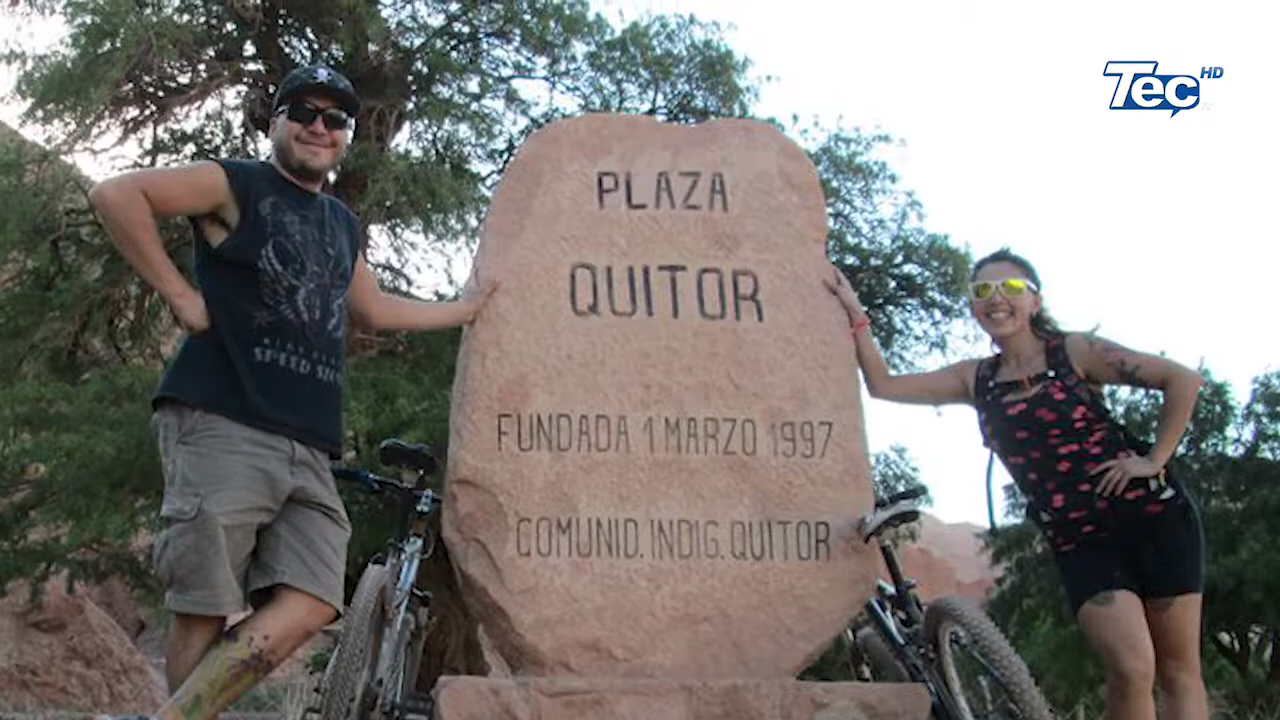 Tec HD
PLAZA
QUITOR
FUNDADA 1 MARZO 1997
COMUNID. INDIG. QUITOR
SPEED